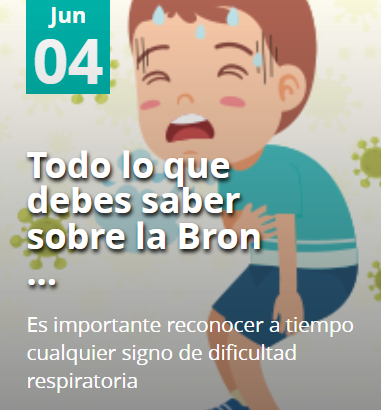 Jun
04
Todo lo que
debes saber
sobre la Bron
...
Es importante reconocer a tiempo
cualquier signo de dificultad
respiratoria